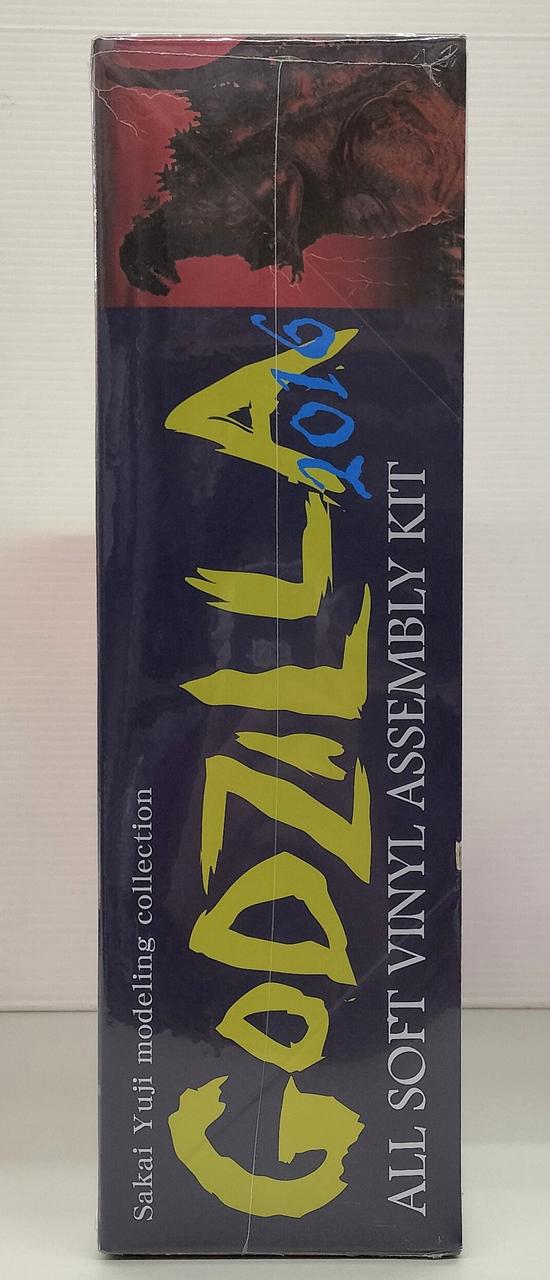 Sakai Yuji modeling collection
GODZILLA
2016
ALL SOFT VINYL ASSEMBLY KIT